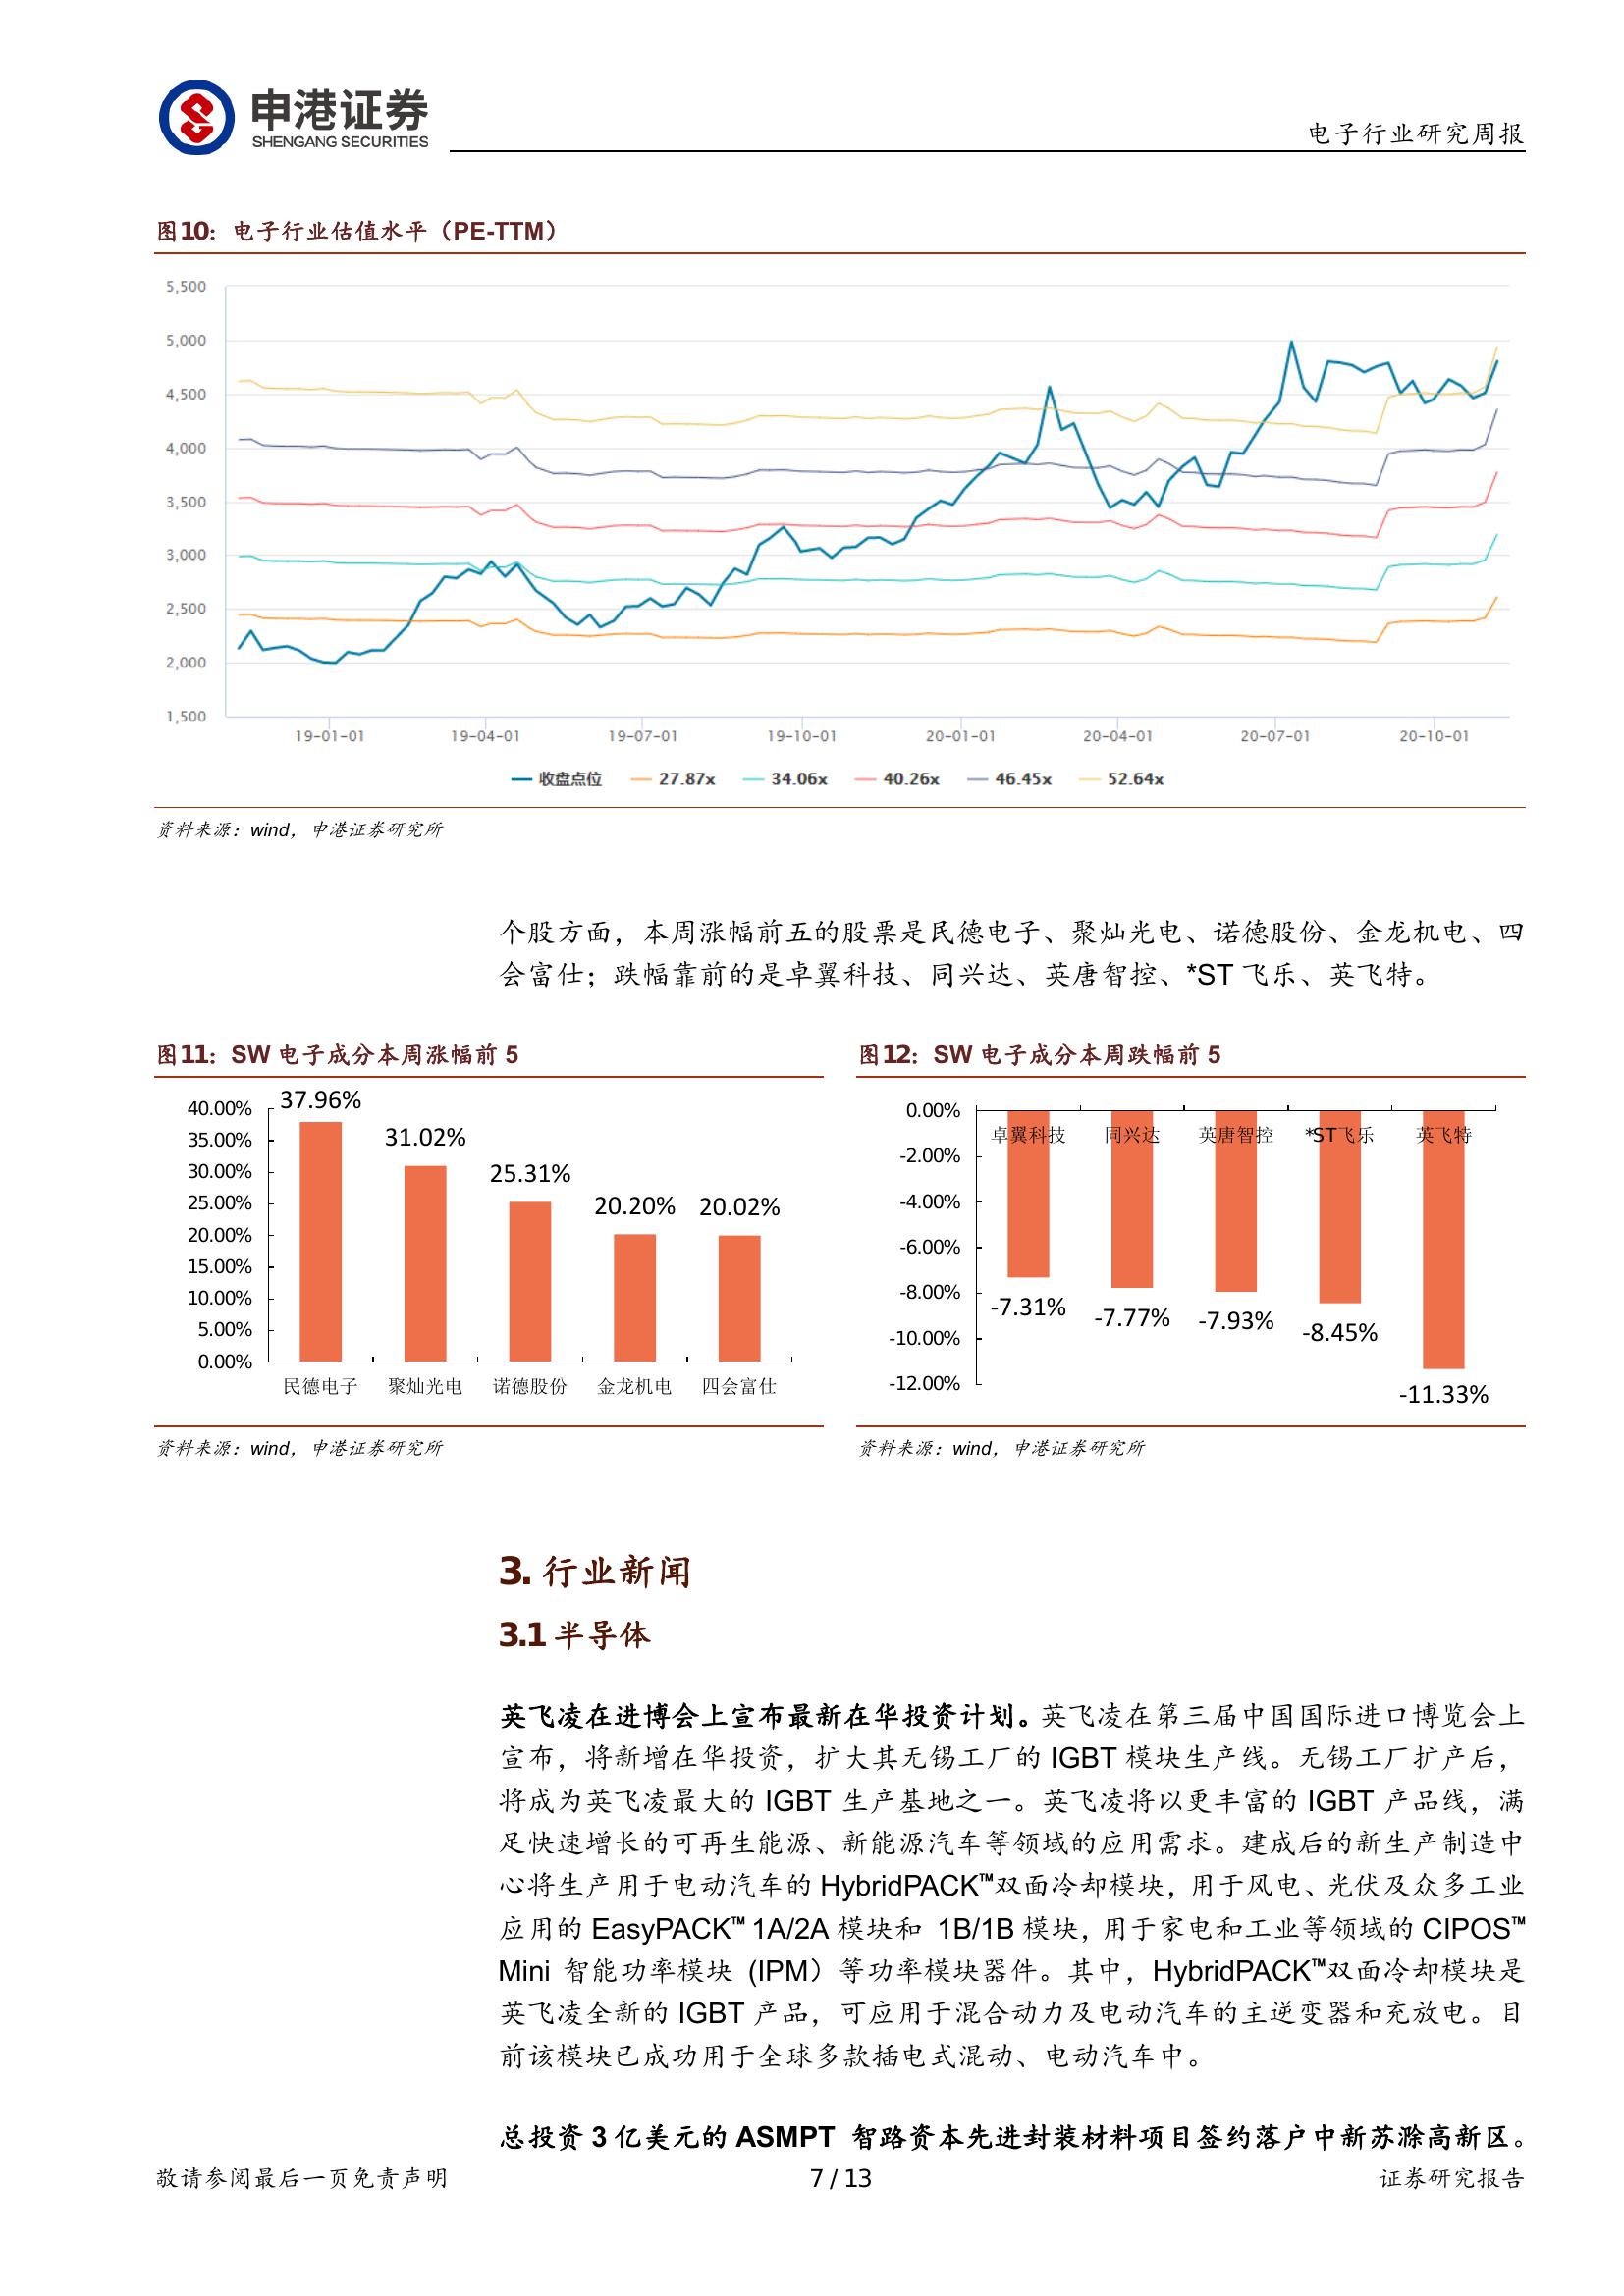 申港证券
SHENGANG SECURITIES
电子行业研究周报
图10：电子行业估值水平（PE-TTM）
5,500
5,000
4,500
4,000
3,500
3,000
2,500
2,000
1,500
19-01-01 19-04-01 19-07-01 19-10-01 20-01-01 20-04-01 20-07-01 20-10-01
收盘点位 27.87x 34.06x 40.26x 46.45x 52.64x
资料来源：wind，申港证券研究所
个股方面，本周涨幅前五的股票是民德电子、聚灿光电、诺德股份、金龙机电、四
会富仕；跌幅靠前的是卓翼科技、同兴达、英唐智控、*ST 飞乐、英飞特。
图11：SW 电子成分本周涨幅前 5
40.00%
35.00%
30.00%
25.00%
20.00%
15.00%
10.00%
5.00%
0.00%
37.96%
31.02%
25.31%
20.20%
20.02%
民德电子 聚灿光电 诺德股份 金龙机电 四会富仕
资料来源：wind，申港证券研究所
图12：SW 电子成分本周跌幅前 5
0.00%
-2.00%
-4.00%
-6.00%
-8.00%
-10.00%
-12.00%
卓翼科技 同兴达 英唐智控 *ST飞乐 英飞特
-7.31%
-7.77%
-7.93%
-8.45%
-11.33%
资料来源：wind，申港证券研究所
3. 行业新闻
3.1 半导体
英飞凌在进博会上宣布最新在华投资计划。英飞凌在第三届中国国际进口博览会上
宣布，将新增在华投资，扩大其无锡工厂的 IGBT 模块生产线。无锡工厂扩产后，
将成为英飞凌最大的 IGBT 生产基地之一。英飞凌将以更丰富的 IGBT 产品线，满
足快速增长的可再生能源、新能源汽车等领域的应用需求。建成后的新生产制造中
心将生产用于电动汽车的 HybridPACK™双面冷却模块，用于风电、光伏及众多工业
应用的 EasyPACK™ 1A/2A 模块和 1B/1B 模块，用于家电和工业等领域的 CIPOS™
Mini 智能功率模块 (IPM）等功率模块器件。其中，HybridPACK™双面冷却模块是
英飞凌全新的 IGBT 产品，可应用于混合动力及电动汽车的主逆变器和充放电。目
前该模块已成功用于全球多款插电式混动、电动汽车中。
总投资 3 亿美元的 ASMPT 智路资本先进封装材料项目签约落户中新苏滁高新区。
敬请参阅最后一页免责声明
7 / 13
证券研究报告